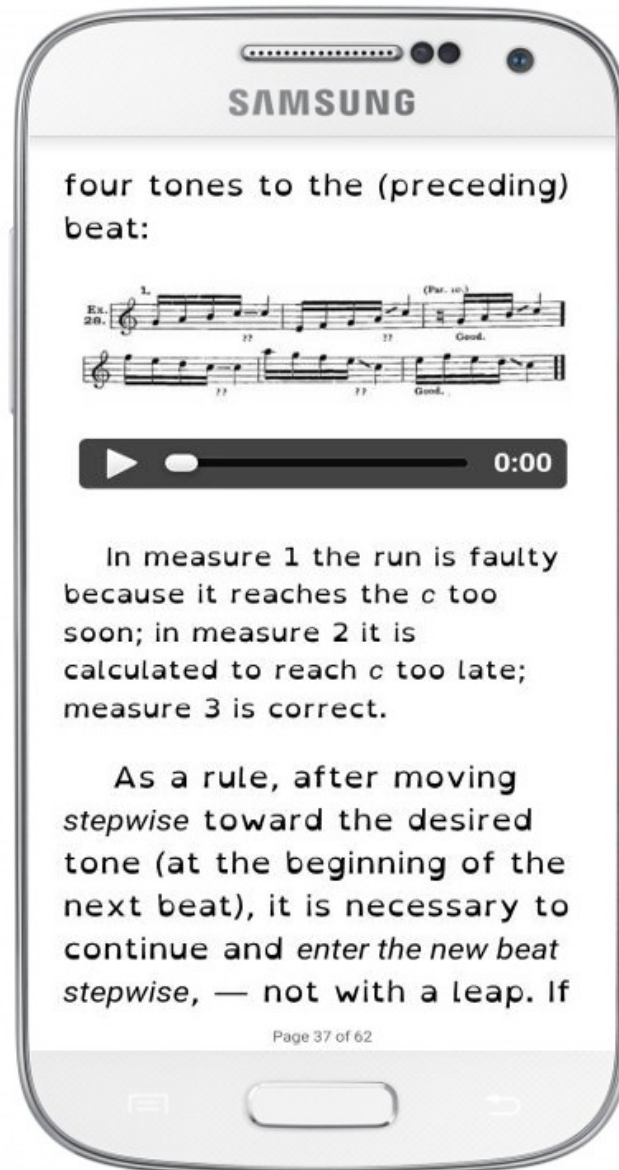 SAMSUNG
four tones to the (preceding)
beat:
1.
(Par. 10.)
Ex.
28.
?? ?? Good.
?? ?? Good.
0:00
In measure 1 the run is faulty
because it reaches the c too
soon; in measure 2 it is
calculated to reach c too late;
measure 3 is correct.
As a rule, after moving
stepwise toward the desired
tone (at the beginning of the
next beat), it is necessary to
continue and enter the new beat
stepwise, — not with a leap. If
Page 37 of 62